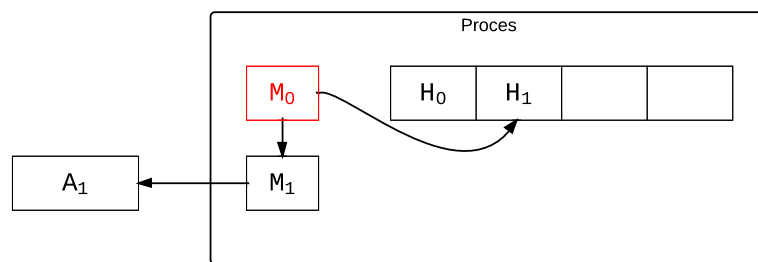 Proces
M₀ H₀ H₁
A₁ M₁